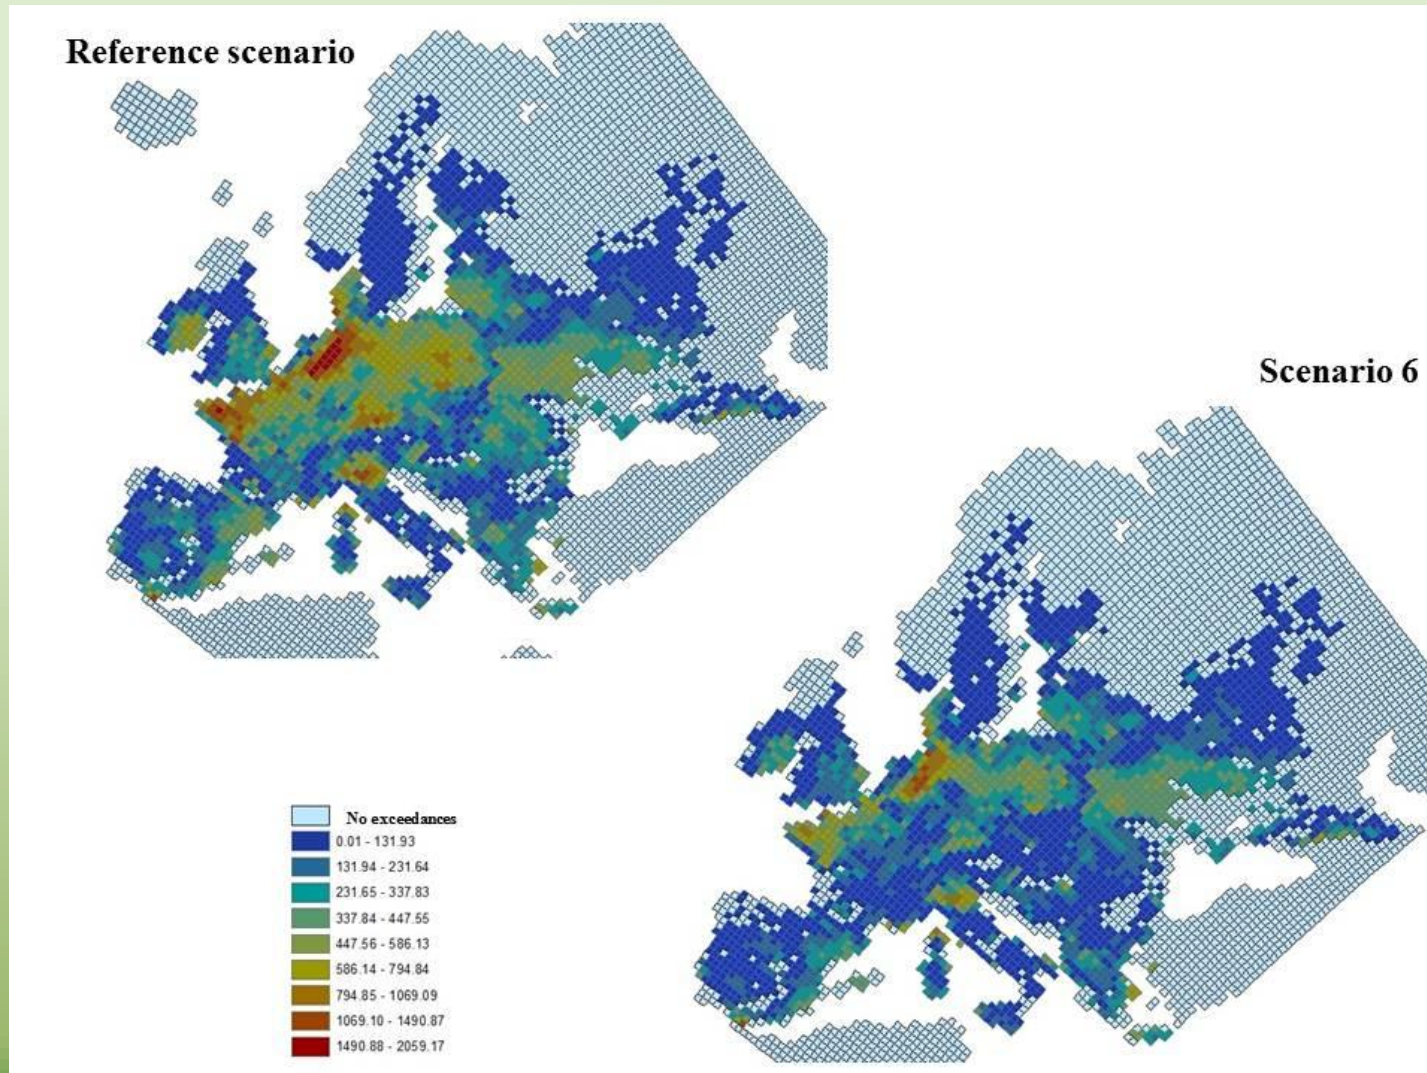 Reference scenario
Scenario 6
No exceedances
0.01 - 131.93
131.94 - 231.64
231.65 - 337.83
337.84 - 447.55
447.56 - 586.13
586.14 - 794.84
794.85 - 1069.09
1069.10 - 1490.87
1490.88 - 2059.17